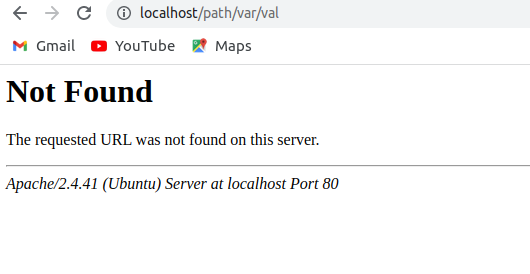 localhost/path/var/val
Gmail YouTube Maps
Not Found
The requested URL was not found on this server.
Apache/2.4.41 (Ubuntu) Server at localhost Port 80